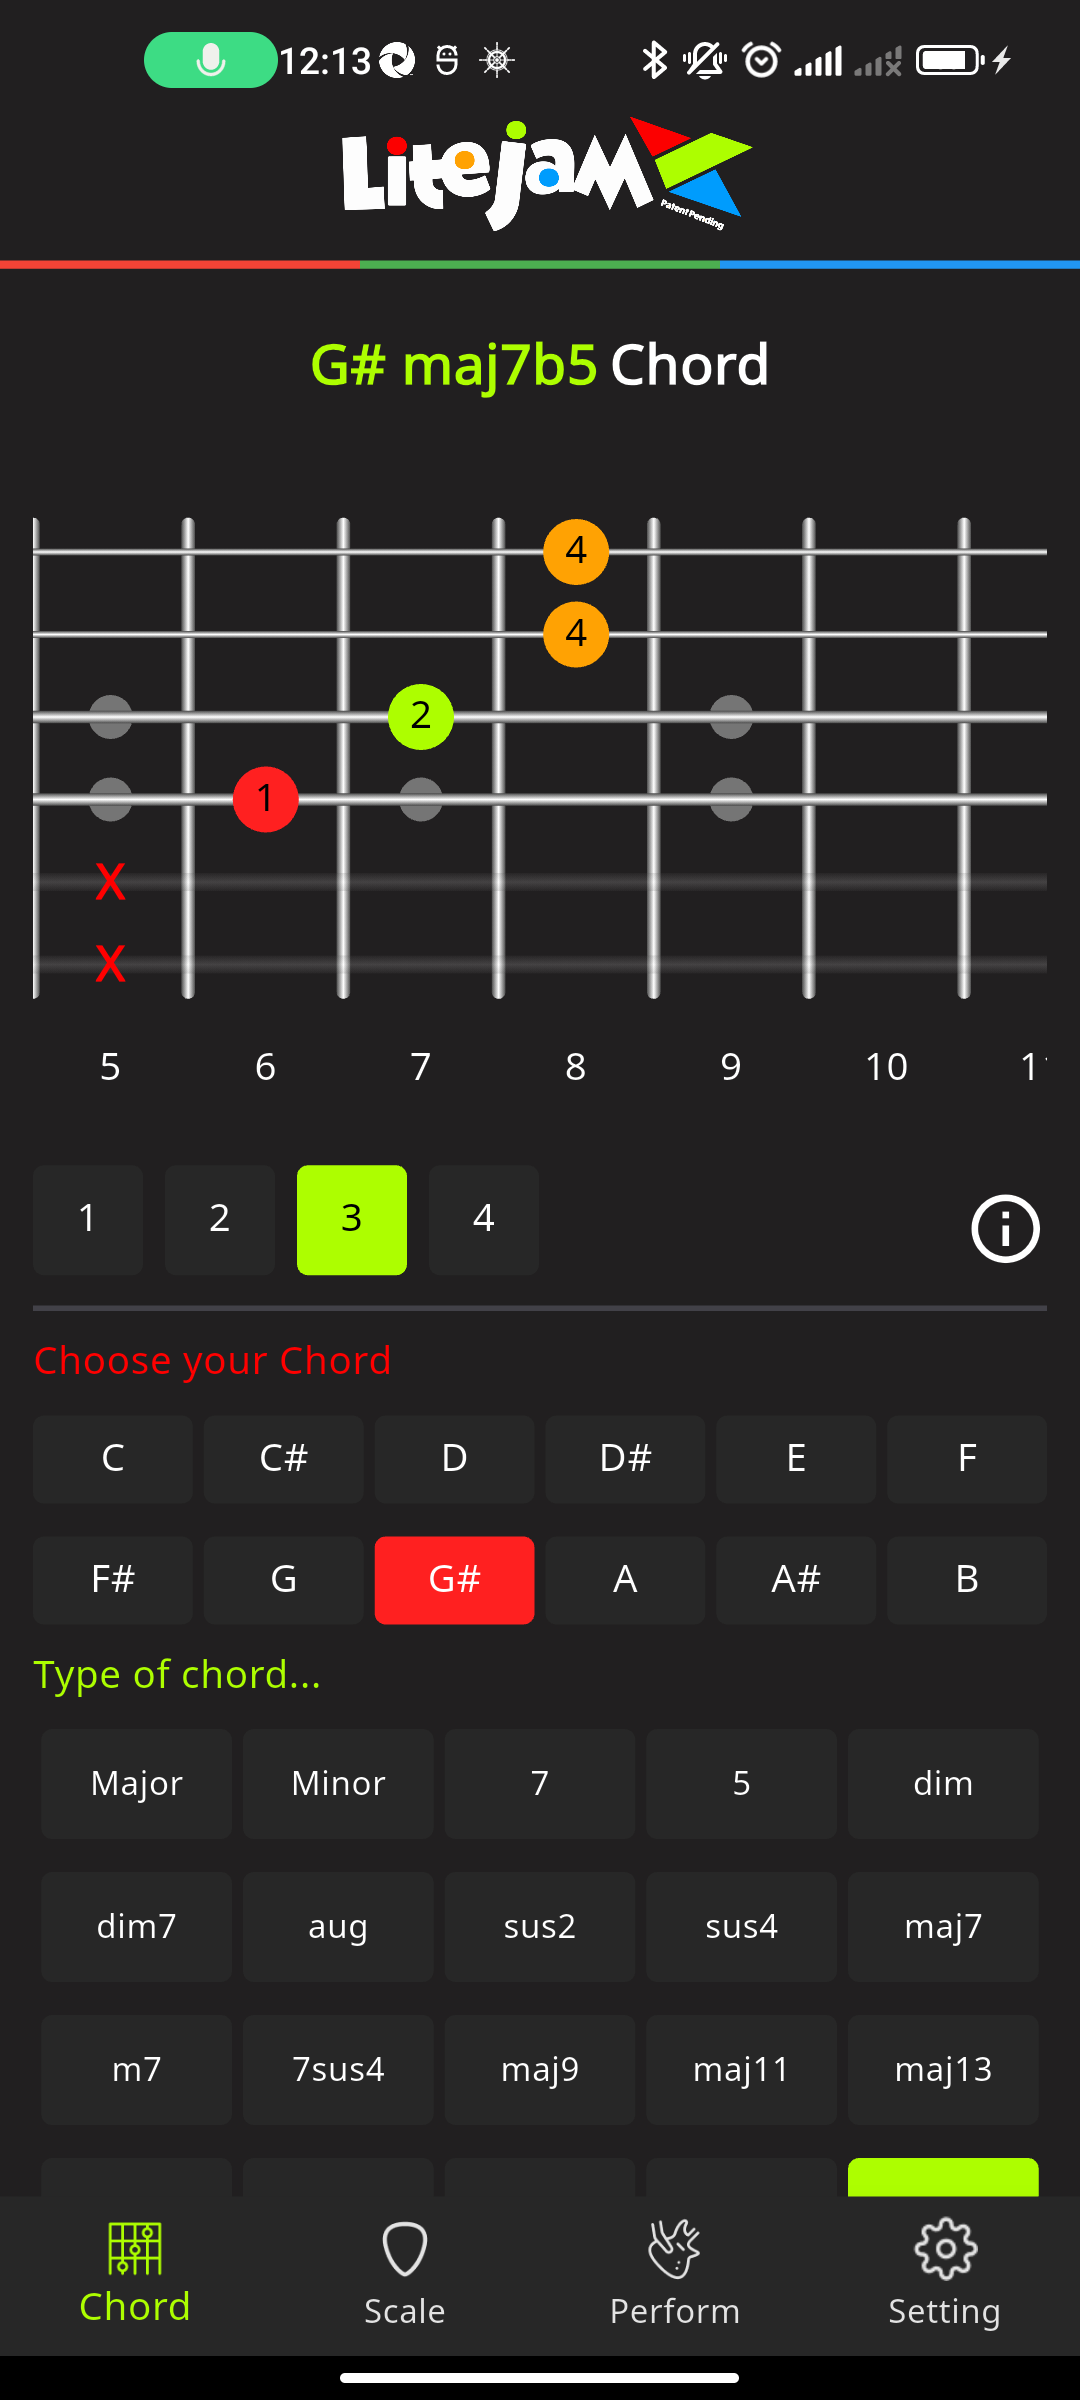 12:13
Litejam
Patent Pending
G# maj7b5 Chord
4
4
2
1
X
X
5 6 7 8 9 10
1 2 3 4
Choose your Chord
C C# D D# E F
F# G G# A A# B
Type of chord...
Major Minor 7 5 dim
dim7 aug sus2 sus4 maj7
m7 7sus4 maj9 maj11 maj13
Chord Scale Perform Setting